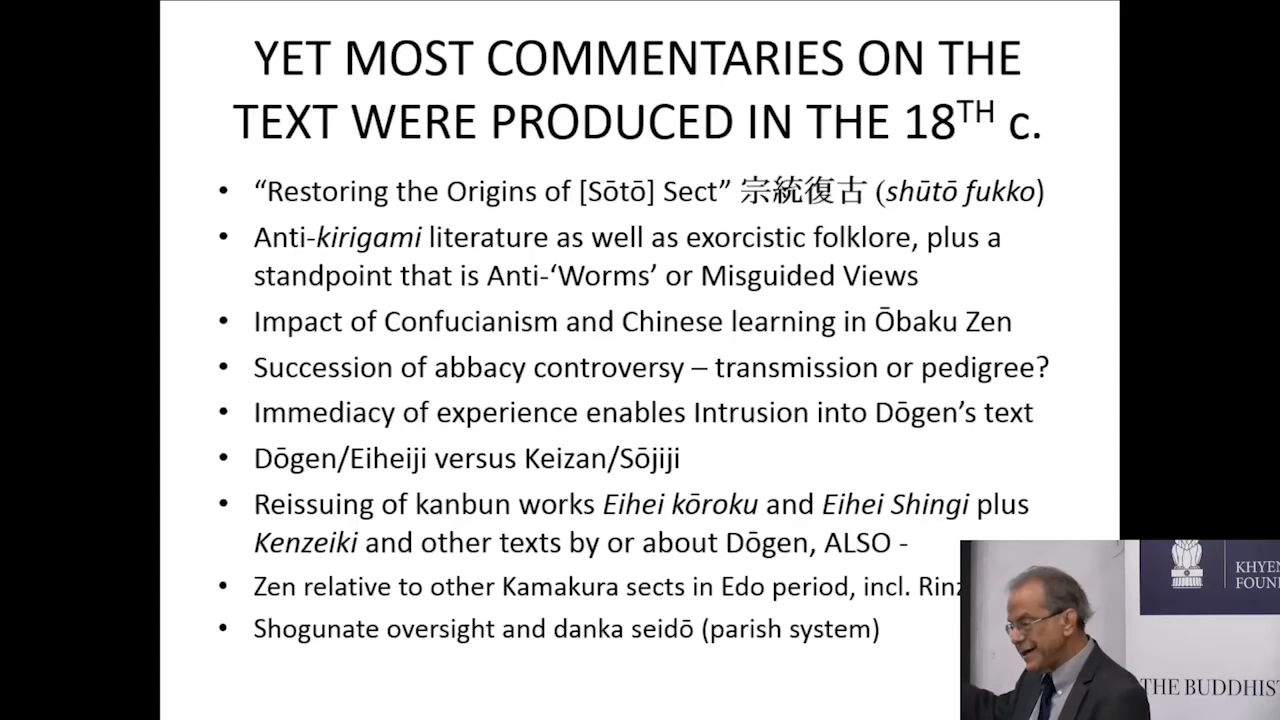 YET MOST COMMENTARIES ON THE
TEXT WERE PRODUCED IN THE 18TH c.
• “Restoring the Origins of [Sōtō] Sect” 宗統復古 (shūtō fukko)
• Anti-kirigami literature as well as exorcistic folklore, plus a
standpoint that is Anti-‘Worms’ or Misguided Views
• Impact of Confucianism and Chinese learning in Ōbaku Zen
• Succession of abbacy controversy – transmission or pedigree?
• Immediacy of experience enables Intrusion into Dōgen’s text
• Dōgen/Eiheiji versus Keizan/Sōjiji
• Reissuing of kanbun works Eihei kōroku and Eihei Shingi plus
Kenzeiki and other texts by or about Dōgen, ALSO -
• Zen relative to other Kamakura sects in Edo period, incl. Rinz
• Shogunate oversight and danka seidō (parish system)
KHYEN
FOUN
THE BUDDHIS